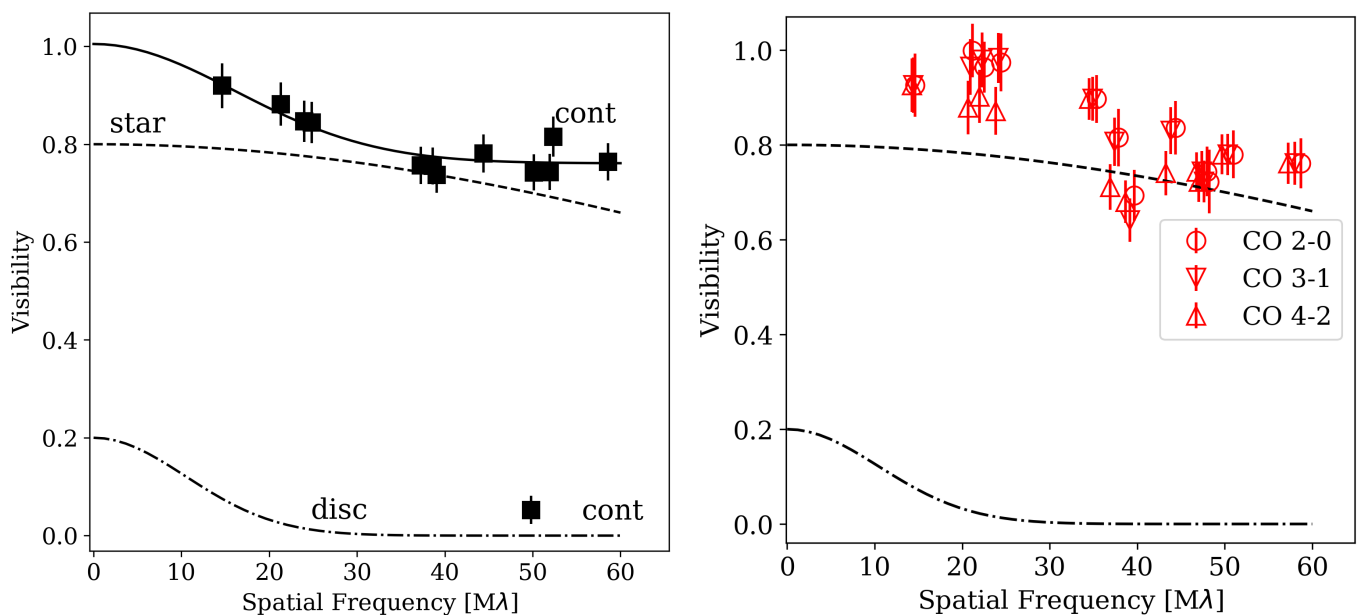 1.0
0.8
0.6
0.4
0.2
0.0
Visibility
star
cont
disc
cont
0 10 20 30 40 50 60
Spatial Frequency [Mλ]
1.0
0.8
0.6
0.4
0.2
0.0
Visibility
CO 2-0
CO 3-1
CO 4-2
0 10 20 30 40 50 60
Spatial Frequency [Mλ]